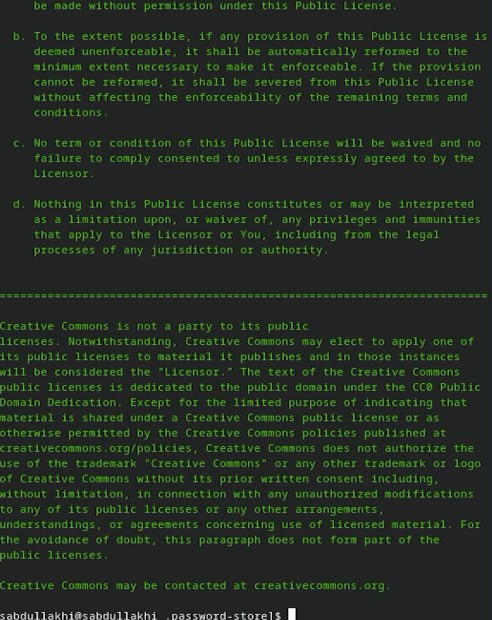 be made without permission under this Public License.
b. To the extent possible, if any provision of this Public License is
deemed unenforceable, it shall be automatically reformed to the
minimum extent necessary to make it enforceable. If the provision
cannot be reformed, it shall be severed from this Public License
without affecting the enforceability of the remaining terms and
conditions.
c. No term or condition of this Public License will be waived and no
failure to comply consented to unless expressly agreed to by the
Licensor.
d. Nothing in this Public License constitutes or may be interpreted
as a limitation upon, or waiver of, any privileges and immunities
that apply to the Licensor or You, including from the legal
processes of any jurisdiction or authority.
=======================================================================
Creative Commons is not a party to its public
licenses. Notwithstanding, Creative Commons may elect to apply one of
its public licenses to material it publishes and in those instances
will be considered the “Licensor.” The text of the Creative Commons
public licenses is dedicated to the public domain under the CC0 Public
Domain Dedication. Except for the limited purpose of indicating that
material is shared under a Creative Commons public license or as
otherwise permitted by the Creative Commons policies published at
creativecommons.org/policies, Creative Commons does not authorize the
use of the trademark "Creative Commons" or any other trademark or logo
of Creative Commons without its prior written consent including,
without limitation, in connection with any unauthorized modifications
to any of its public licenses or any other arrangements,
understandings, or agreements concerning use of licensed material. For
the avoidance of doubt, this paragraph does not form part of the
public licenses.
Creative Commons may be contacted at creativecommons.org.
sabdullakhi@sabdullakhi .password-store]$